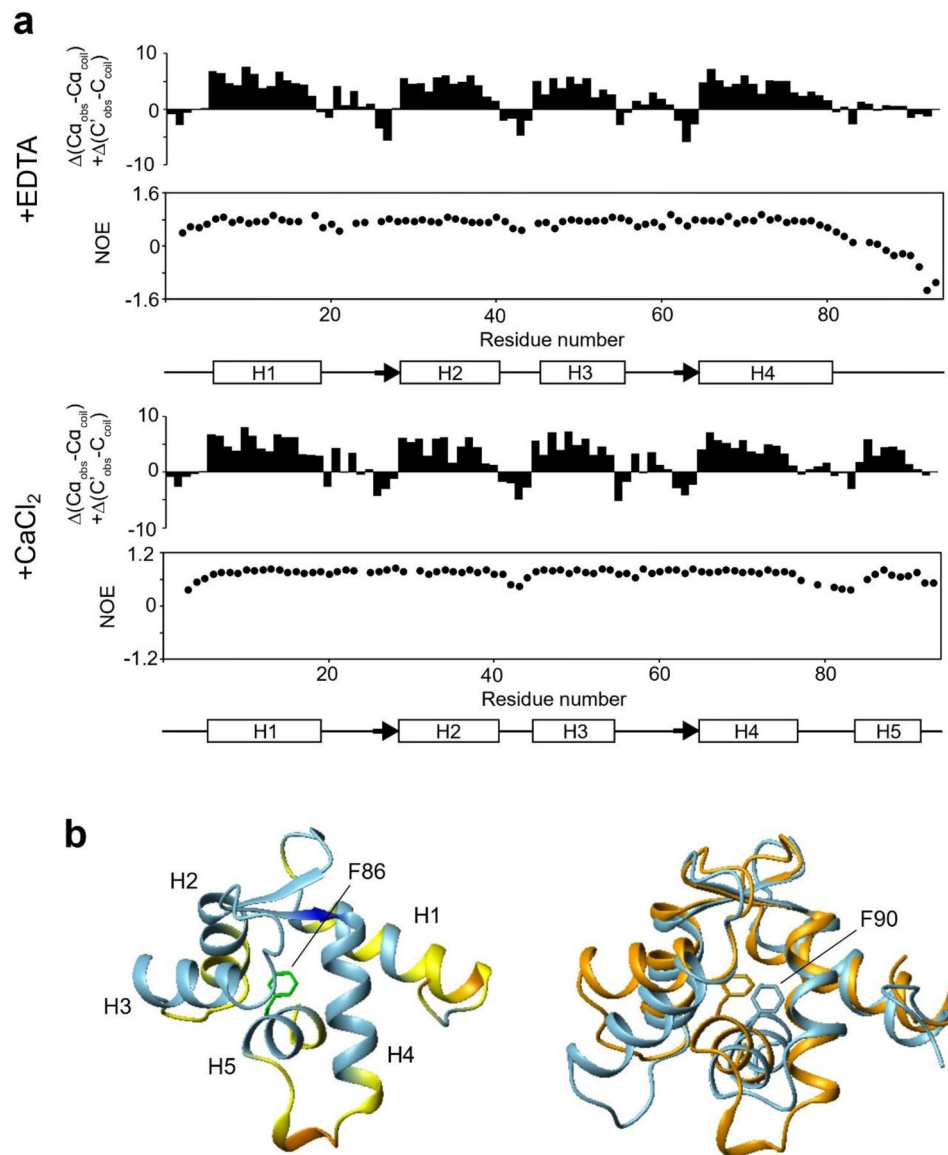 a
+EDTA
Δ(Cα_obs-Cα_coil)
+Δ(C'_obs-C_coil)
10
0
-10
NOE
1.6
0
-1.6
20 40 60 80
Residue number
H1 H2 H3 H4
+CaCl₂
Δ(Cα_obs-Cα_coil)
+Δ(C'_obs-C_coil)
10
0
-10
NOE
1.2
0
-1.2
20 40 60 80
Residue number
H1 H2 H3 H4 H5
b
F86
H2
H1
F90
H3
H5
H4